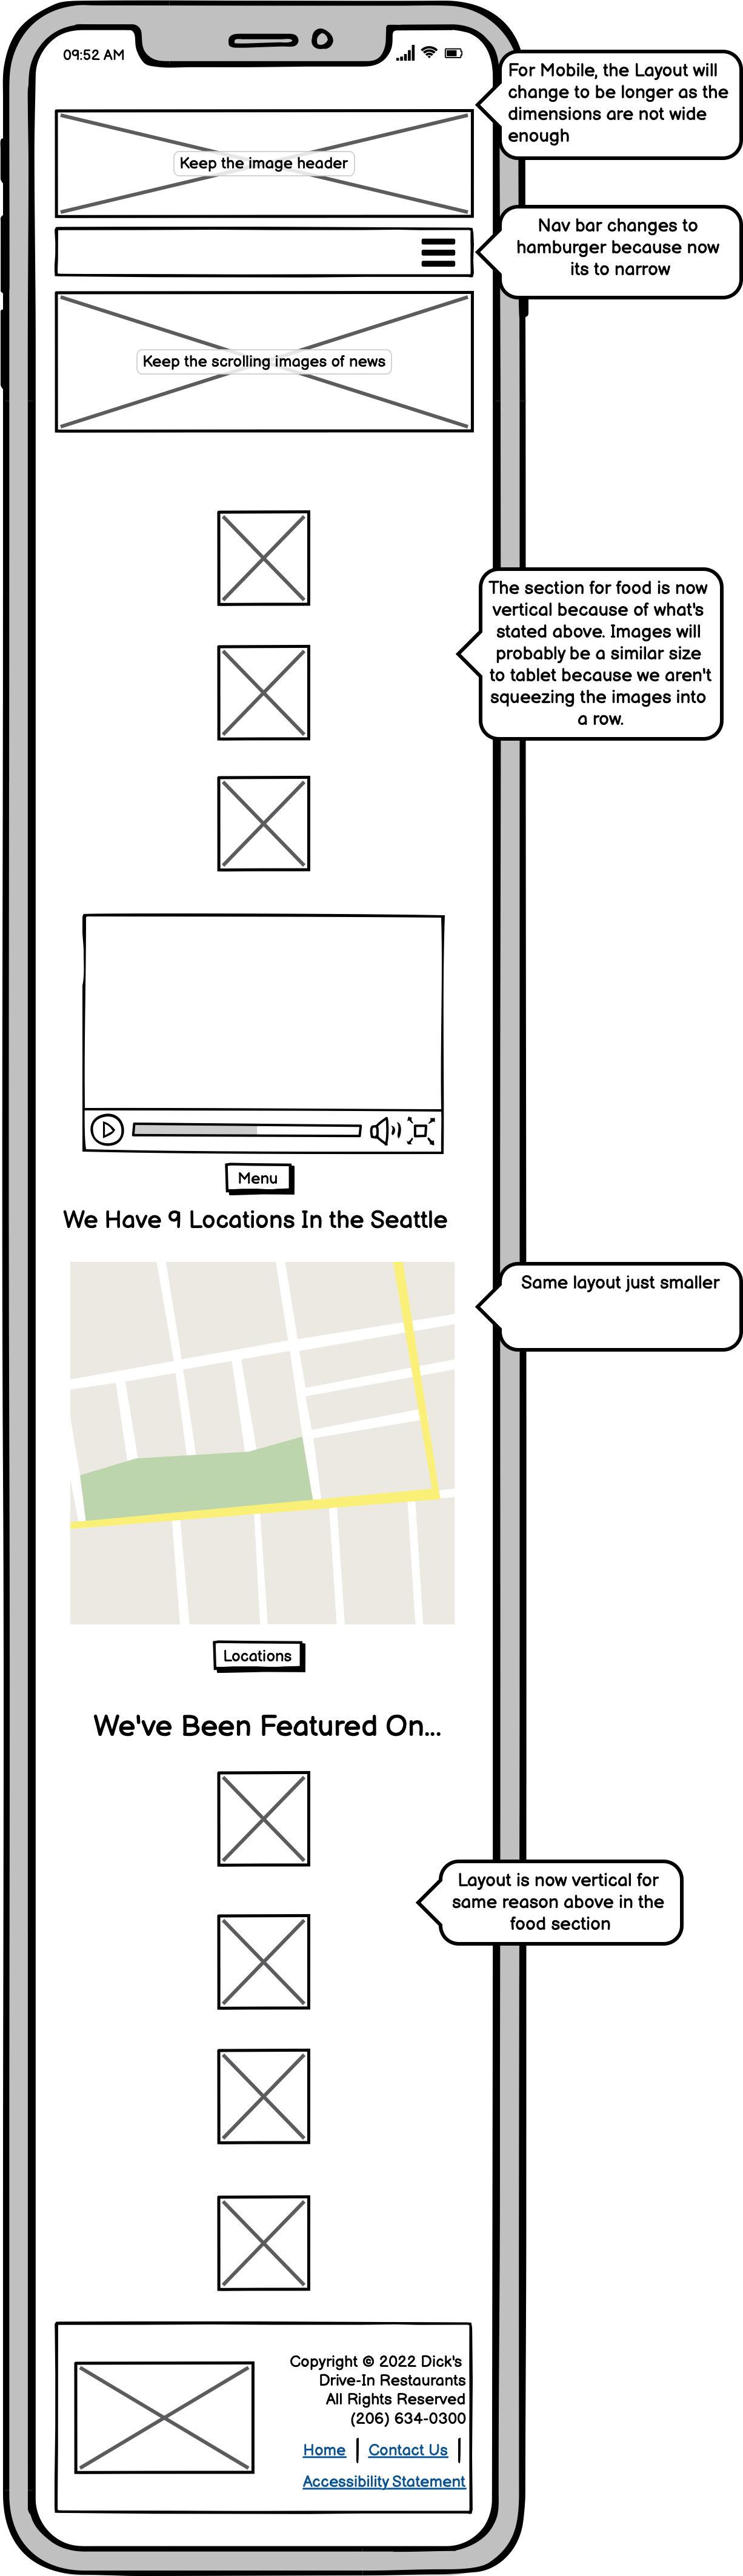 09:52 AM
For Mobile, the Layout will
change to be longer as the
dimensions are not wide
enough
Keep the image header
Nav bar changes to
hamburger because now
its to narrow
Keep the scrolling images of news
The section for food is now
vertical because of what's
stated above. Images will
probably be a similar size
to tablet because we aren't
squeezing the images into
a row.
Menu
We Have 9 Locations In the Seattle
Same layout just smaller
Locations
We've Been Featured On...
Layout is now vertical for
same reason above in the
food section
Copyright © 2022 Dick's
Drive-In Restaurants
All Rights Reserved
(206) 634-0300
Home | Contact Us |
Accessibility Statement